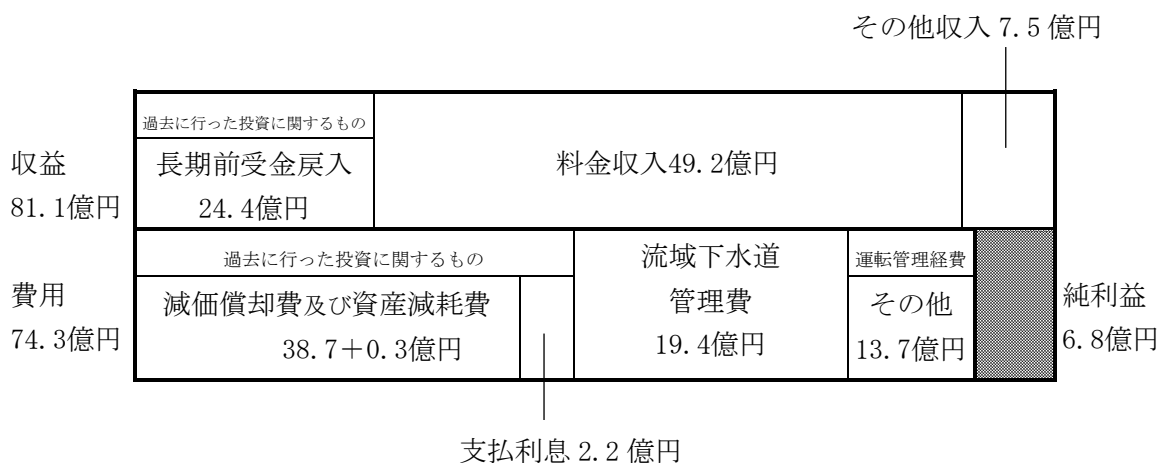 その他収入 7.5 億円
収益
81.1億円
過去に行った投資に関するもの
長期前受金戻入
24.4億円
料金収入49.2億円
費用
74.3億円
過去に行った投資に関するもの
減価償却費及び資産減耗費
38.7+0.3億円
流域下水道
管理費
19.4億円
運転管理経費
その他
13.7億円
純利益
6.8億円
支払利息 2.2 億円